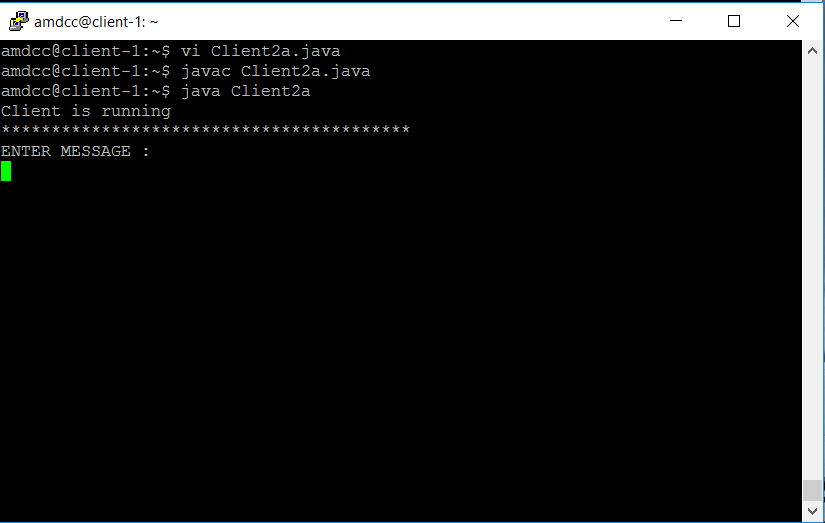 amdcc@client-1: ~
amdcc@client-1:~$ vi Client2a.java
amdcc@client-1:~$ javac Client2a.java
amdcc@client-1:~$ java Client2a
Client is running
*****************************************
ENTER MESSAGE :